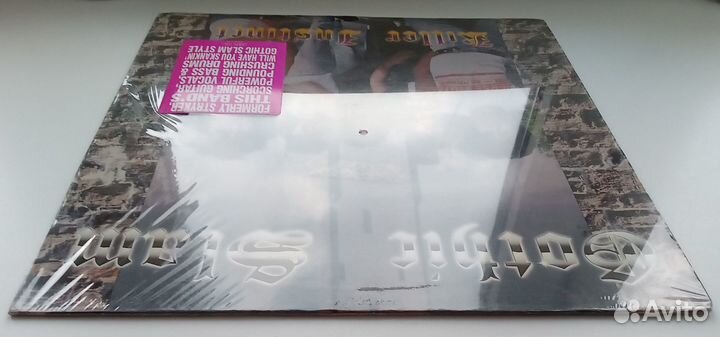 Gothic Slam
FORMERLY STRYKER,
THIS BAND'S
SCORCHING GUITAR,
POWERFUL VOCALS,
POUNDING BASS &
CRUSHING DRUMS
WILL HAVE YOU SKANKIN'
GOTHIC SLAM STYLE
Killer Instinct
Avito